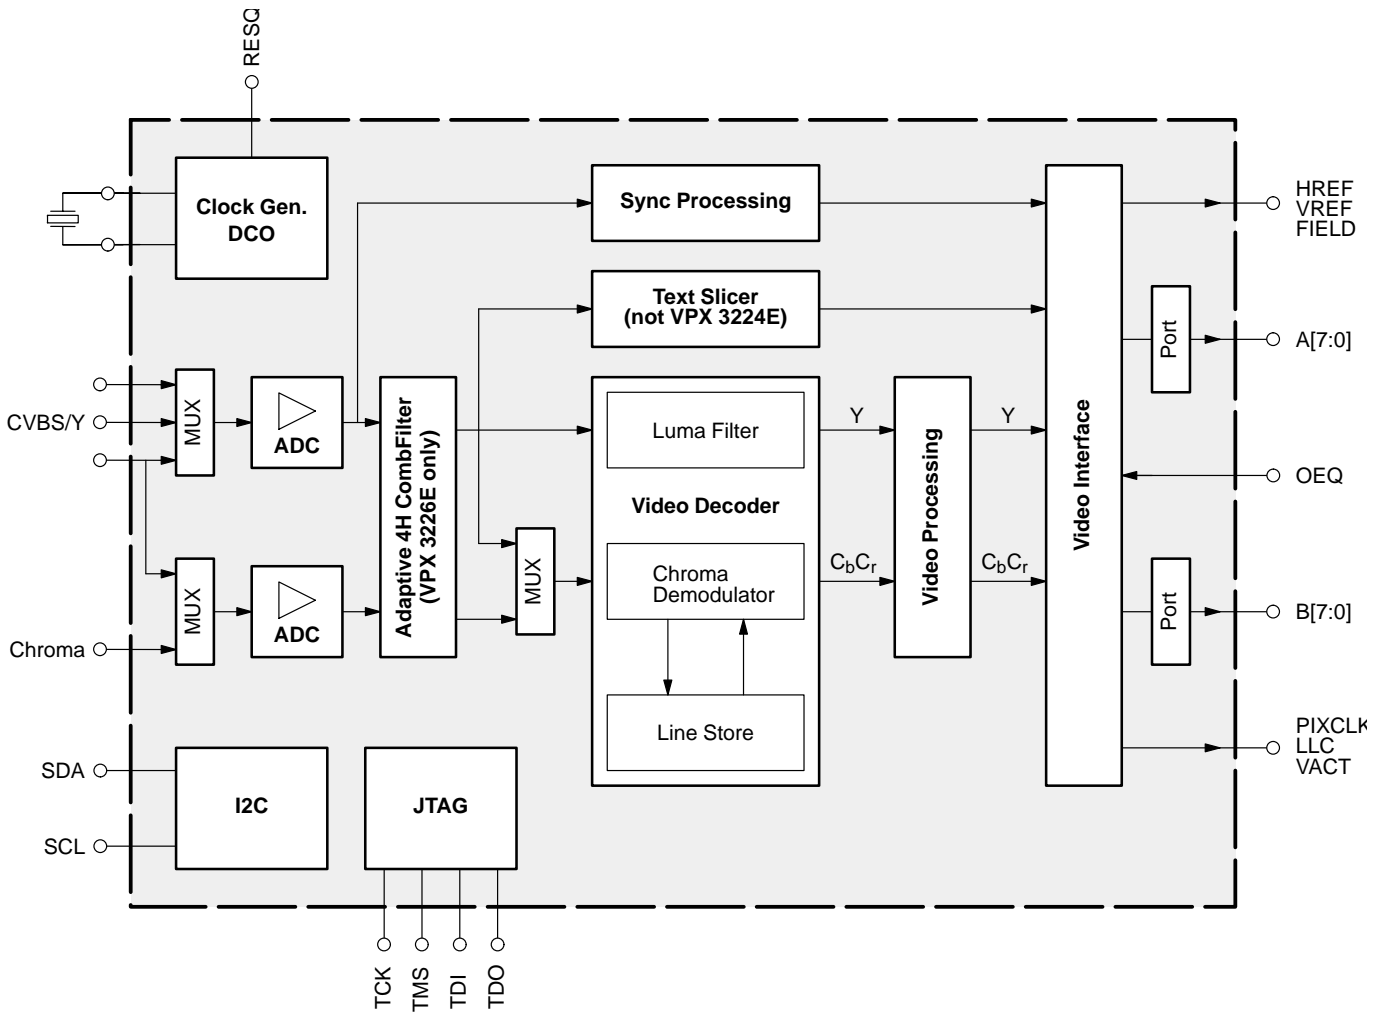 RESQ
Clock Gen.
DCO
Sync Processing
HREF
VREF
FIELD
Text Slicer
(not VPX 3224E)
Port
A[7:0]
CVBS/Y
MUX
ADC
Adaptive 4H CombFilter
(VPX 3226E only)
Luma Filter
Video Decoder
Y
Video Processing
Y
Video Interface
OEQ
Chroma
MUX
ADC
MUX
Chroma
Demodulator
CbCr
CbCr
Port
B[7:0]
Line Store
PIXCLK
LLC
VACT
SDA
SCL
I2C
JTAG
TCK
TMS
TDI
TDO